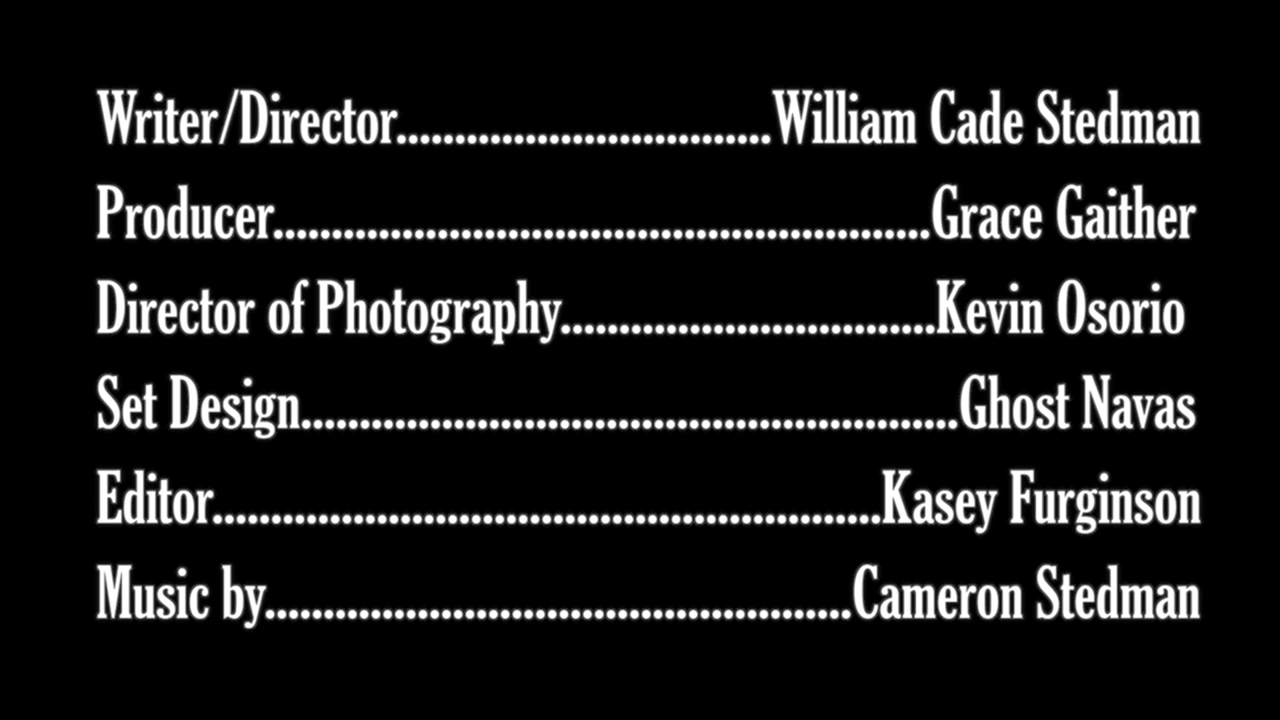 Writer/Director................................William Cade Stedman
Producer........................................................Grace Gaither
Director of Photography................................Kevin Osorio
Set Design........................................................Ghost Navas
Editor.........................................................Kasey Furginson
Music by..................................................Cameron Stedman